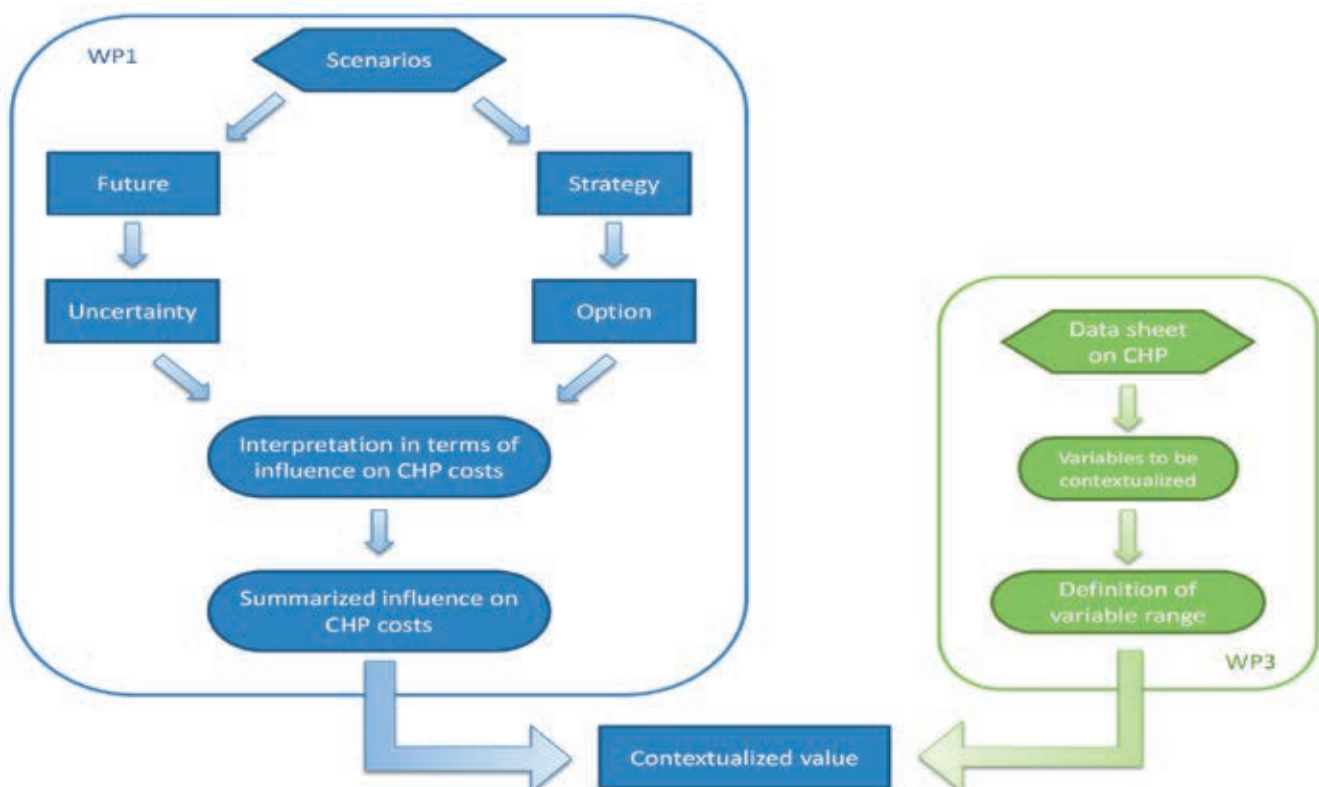 WP1
Scenarios
Future
Strategy
Uncertainty
Option
Interpretation in terms of
influence on CHP costs
Summarized influence on
CHP costs
Data sheet
on CHP
Variables to be
contextualized
Definition of
variable range
WP3
Contextualized value